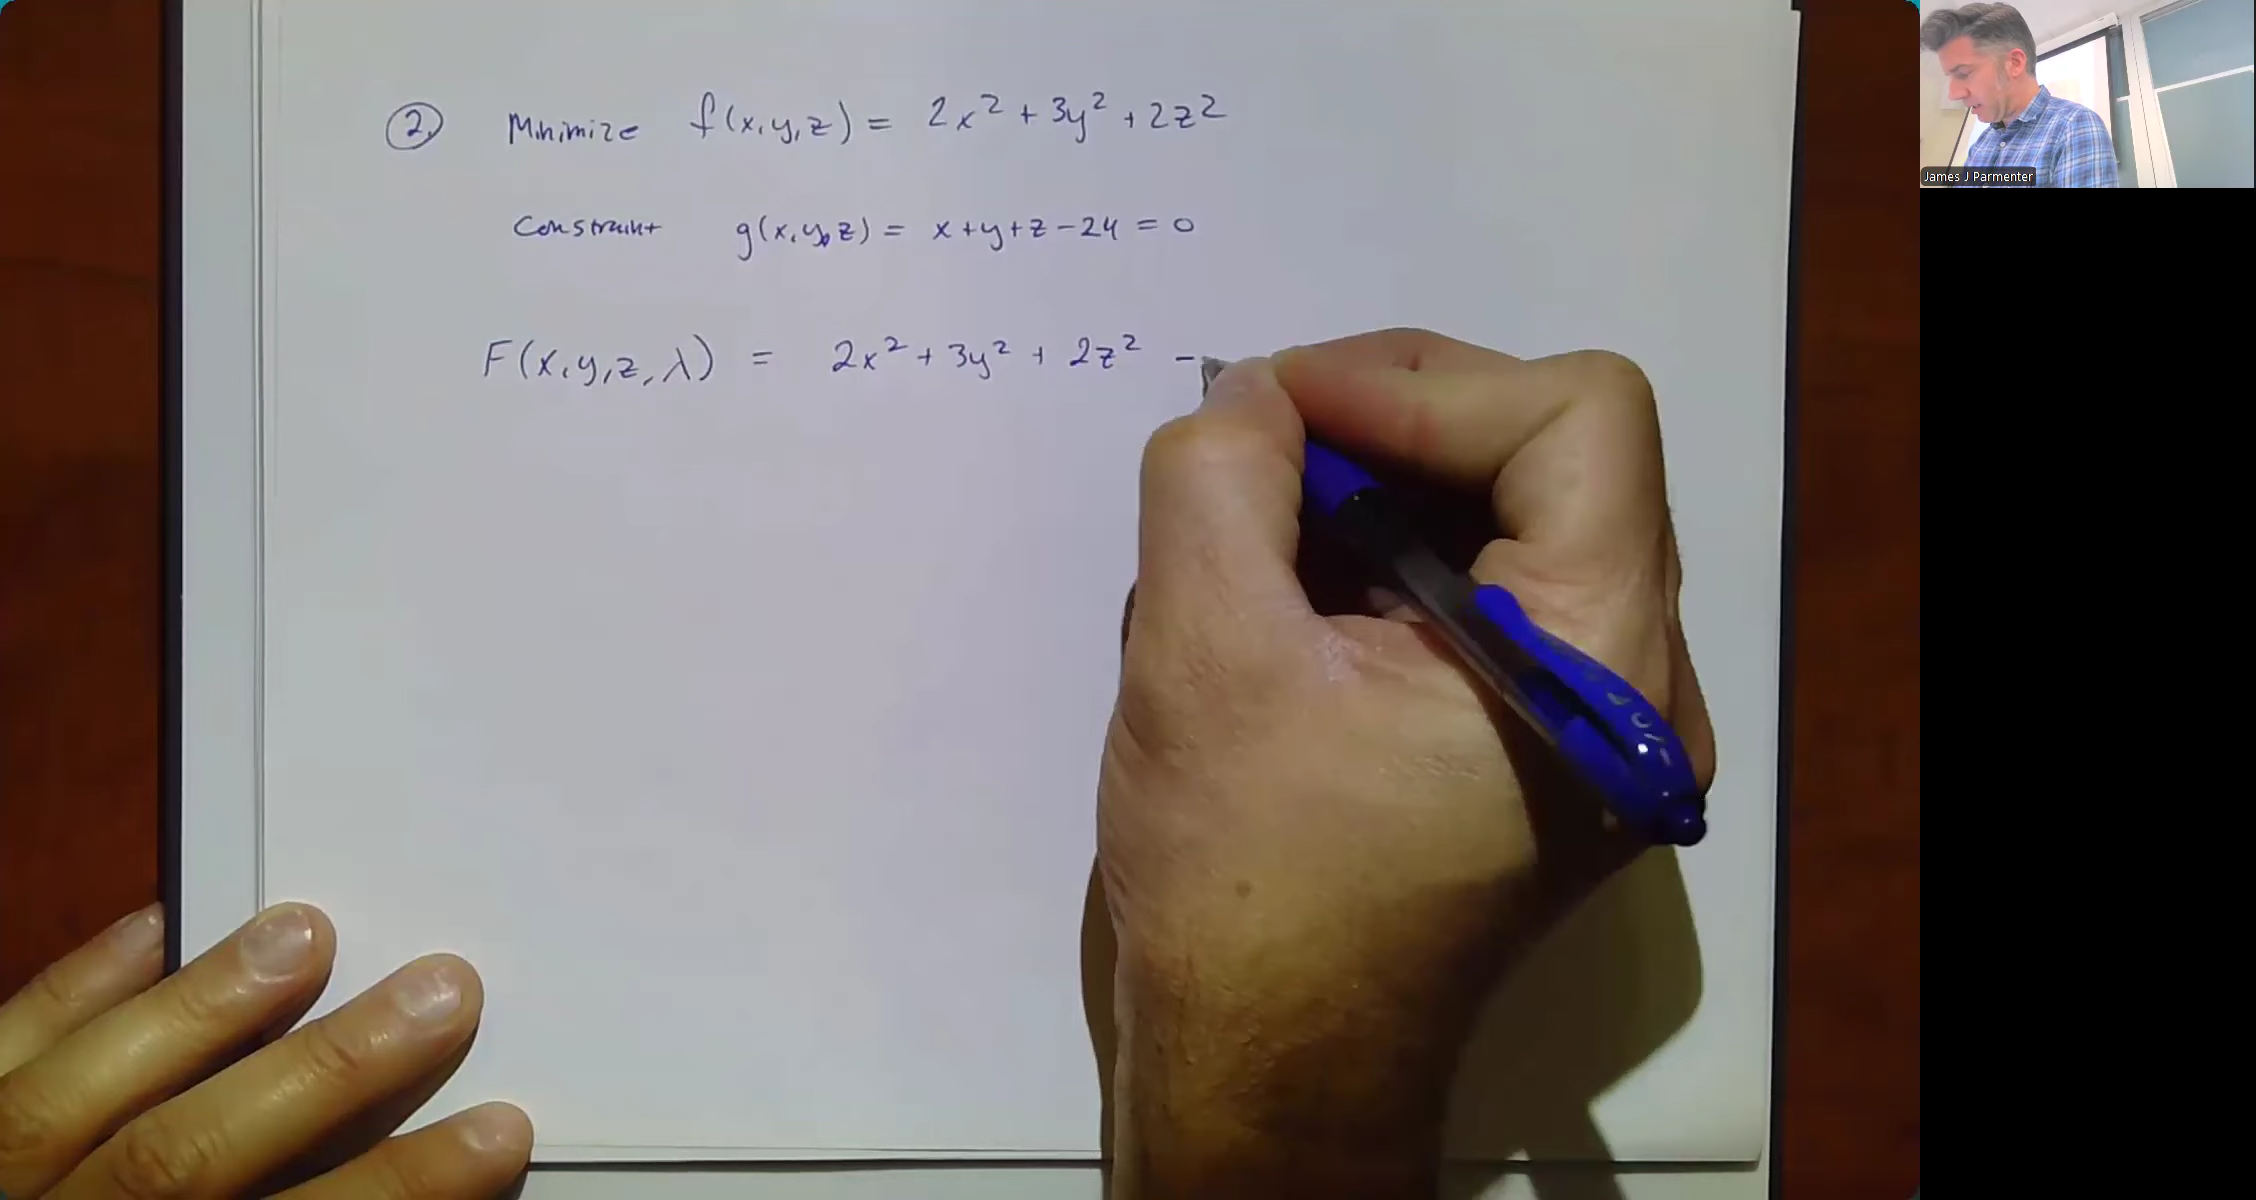 2. Minimize f(x,y,z) = 2x² + 3y² + 2z²
Constraint g(x,y,z) = x+y+z-24 = 0
F(x,y,z,λ) = 2x² + 3y² + 2z² -
James J Parmenter